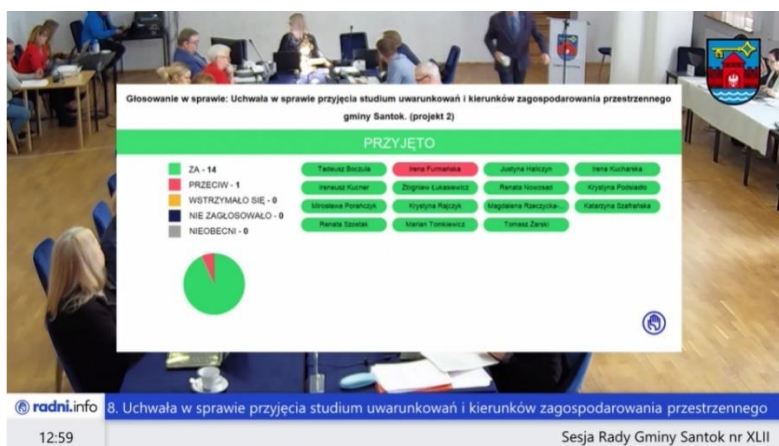 Głosowanie w sprawie: Uchwała w sprawie przyjęcia studium uwarunkowań i kierunków zagospodarowania przestrzennego
gminy Santok. (projekt 2)
PRZYJĘTO
ZA - 14
PRZECIW - 1
WSTRZYMAŁO SIĘ - 0
NIE ZAGŁOSOWAŁO - 0
NIEOBECNI - 0
Tadeusz Boczula Irena Furmańska Justyna Haliczyn Irena Kucharska
Ireneusz Kucner Zbigniew Łukasiewicz Renata Nowosad Krystyna Podsiadło
Mirosława Porańczyk Krystyna Rajczyk Magdalena Rzeczycka-... Katarzyna Szafrańska
Renata Szostak Marian Tomkiewicz Tomasz Żarski
radni.info 8. Uchwała w sprawie przyjęcia studium uwarunkowań i kierunków zagospodarowania przestrzennego
12:59 Sesja Rady Gminy Santok nr XLII